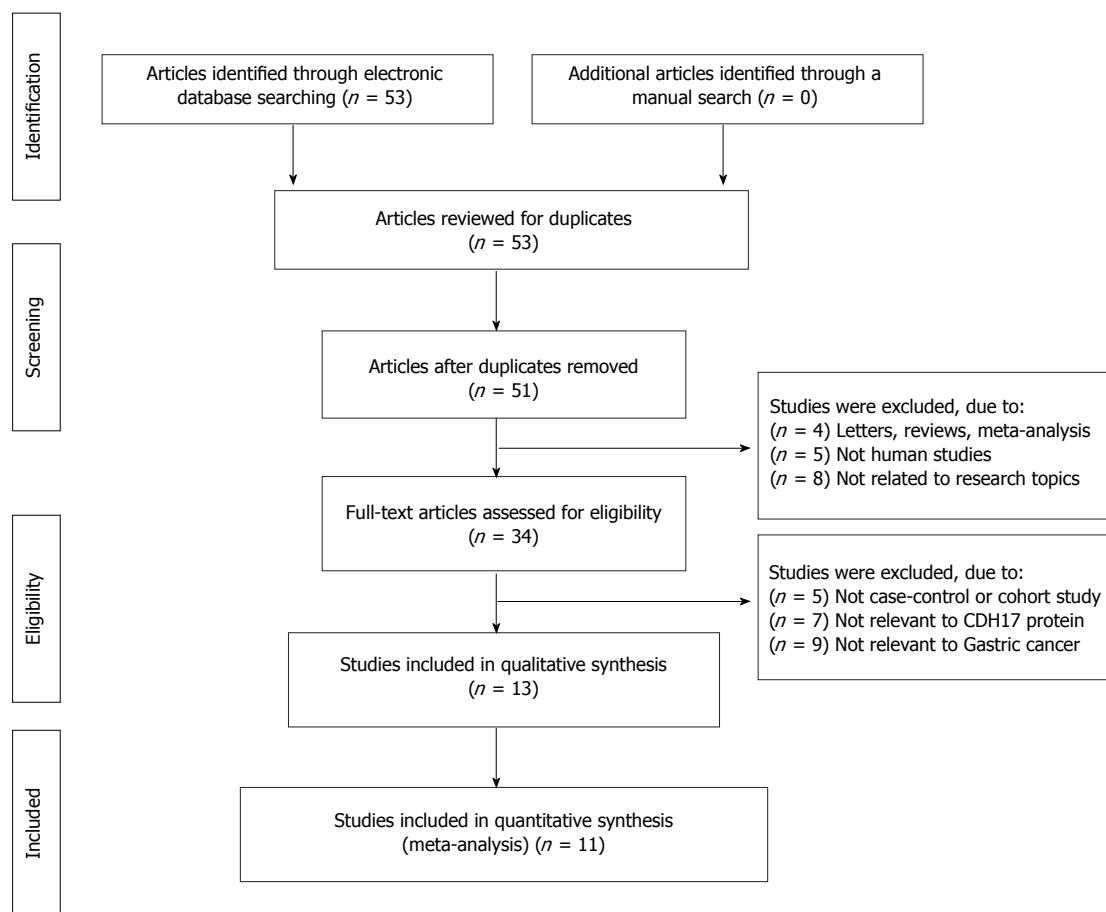 Identification
Articles identified through electronic
database searching (n = 53)
Additional articles identified through a
manual search (n = 0)
Articles reviewed for duplicates
(n = 53)
Screening
Articles after duplicates removed
(n = 51)
Studies were excluded, due to:
(n = 4) Letters, reviews, meta-analysis
(n = 5) Not human studies
(n = 8) Not related to research topics
Full-text articles assessed for eligibility
(n = 34)
Eligibility
Studies were excluded, due to:
(n = 5) Not case-control or cohort study
(n = 7) Not relevant to CDH17 protein
(n = 9) Not relevant to Gastric cancer
Studies included in qualitative synthesis
(n = 13)
Included
Studies included in quantitative synthesis
(meta-analysis) (n = 11)